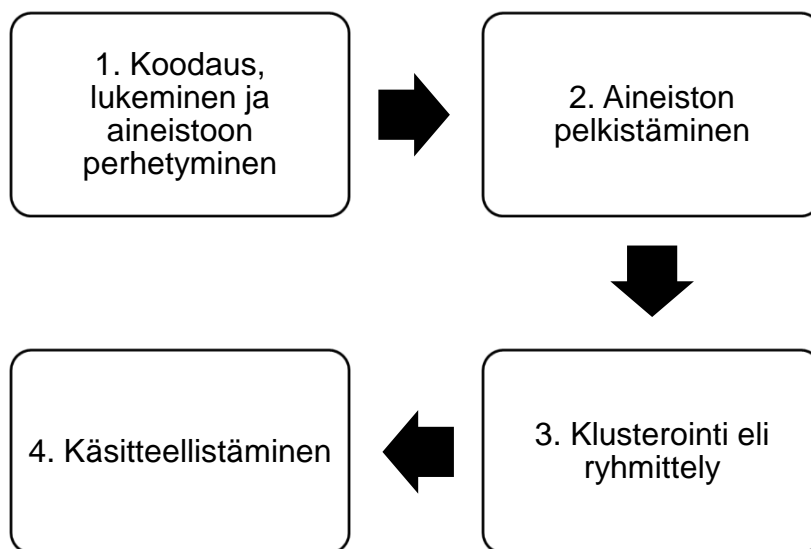 1. Koodaus,
lukeminen ja
aineistoon
perhetyminen
2. Aineiston
pelkistäminen
3. Klusterointi eli
ryhmittely
4. Käsitteellistäminen